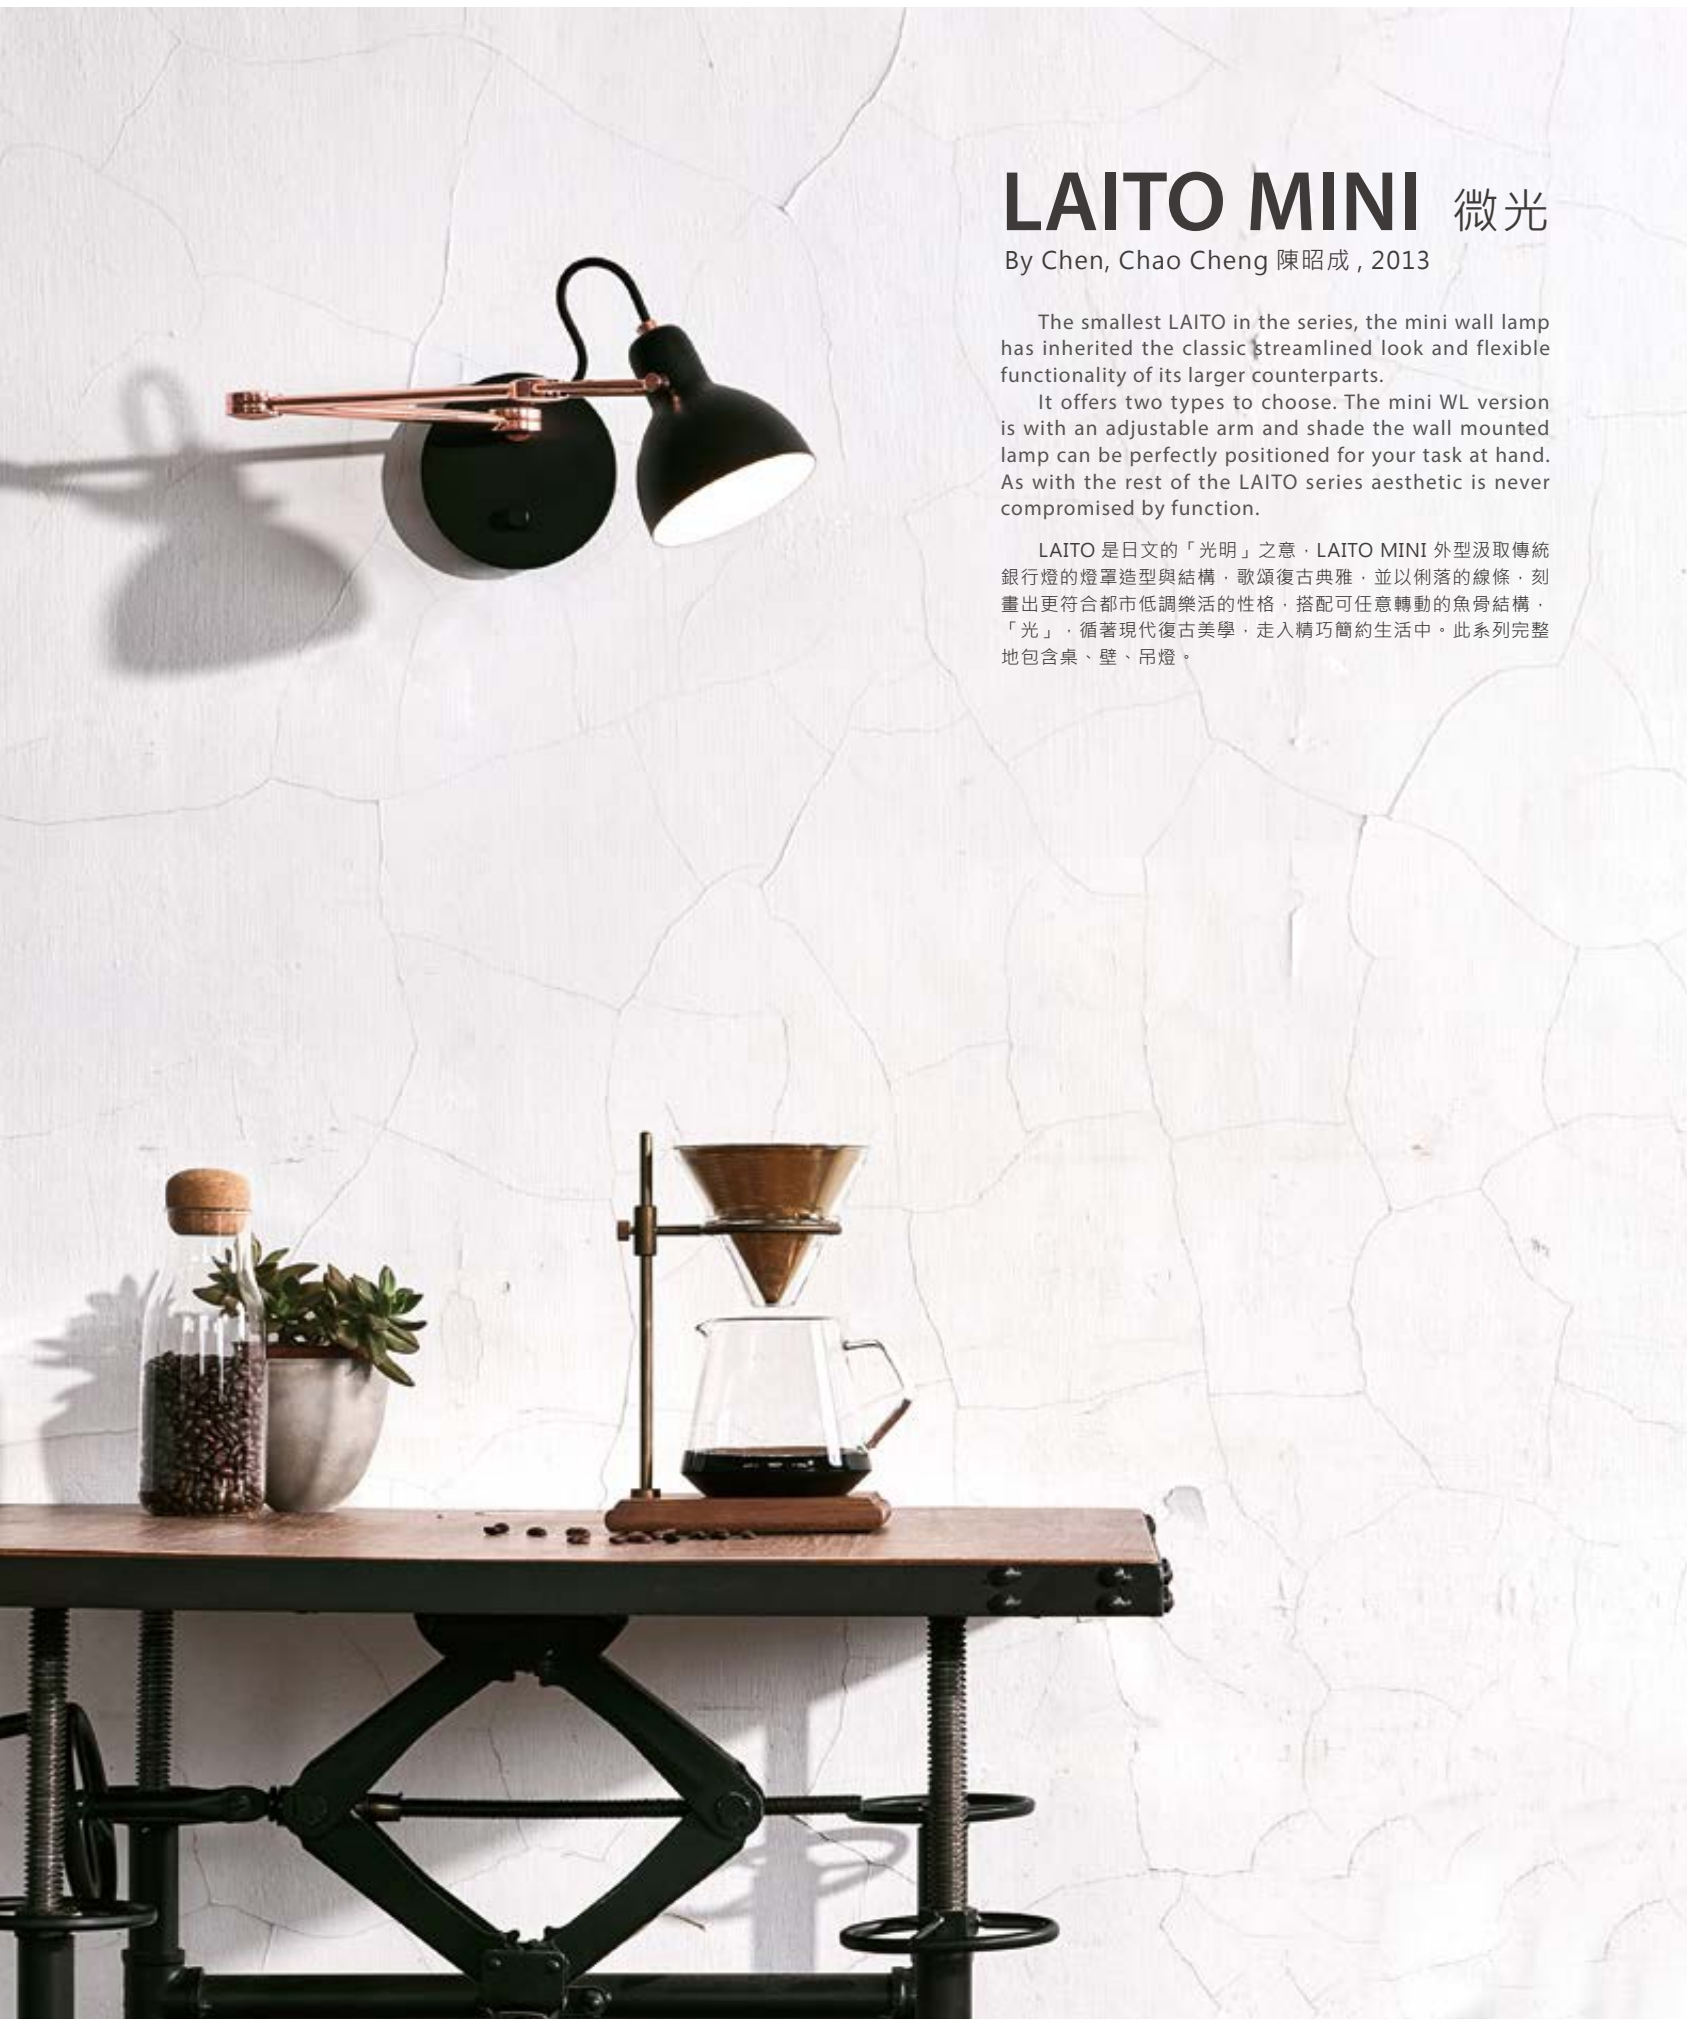 LAITO MINI 微光
By Chen, Chao Cheng 陳昭成 , 2013
The smallest LAITO in the series, the mini wall lamp
has inherited the classic streamlined look and flexible
functionality of its larger counterparts.
It offers two types to choose. The mini WL version
is with an adjustable arm and shade the wall mounted
lamp can be perfectly positioned for your task at hand.
As with the rest of the LAITO series aesthetic is never
compromised by function.
LAITO 是日文的「光明」之意，LAITO MINI 外型汲取傳統
銀行燈的燈罩造型與結構，歌頌復古典雅，並以俐落的線條，刻
畫出更符合都市低調樂活的性格，搭配可任意轉動的魚骨結構，
「光」，循著現代復古美學，走入精巧簡約生活中。此系列完整
地包含桌、壁、吊燈。